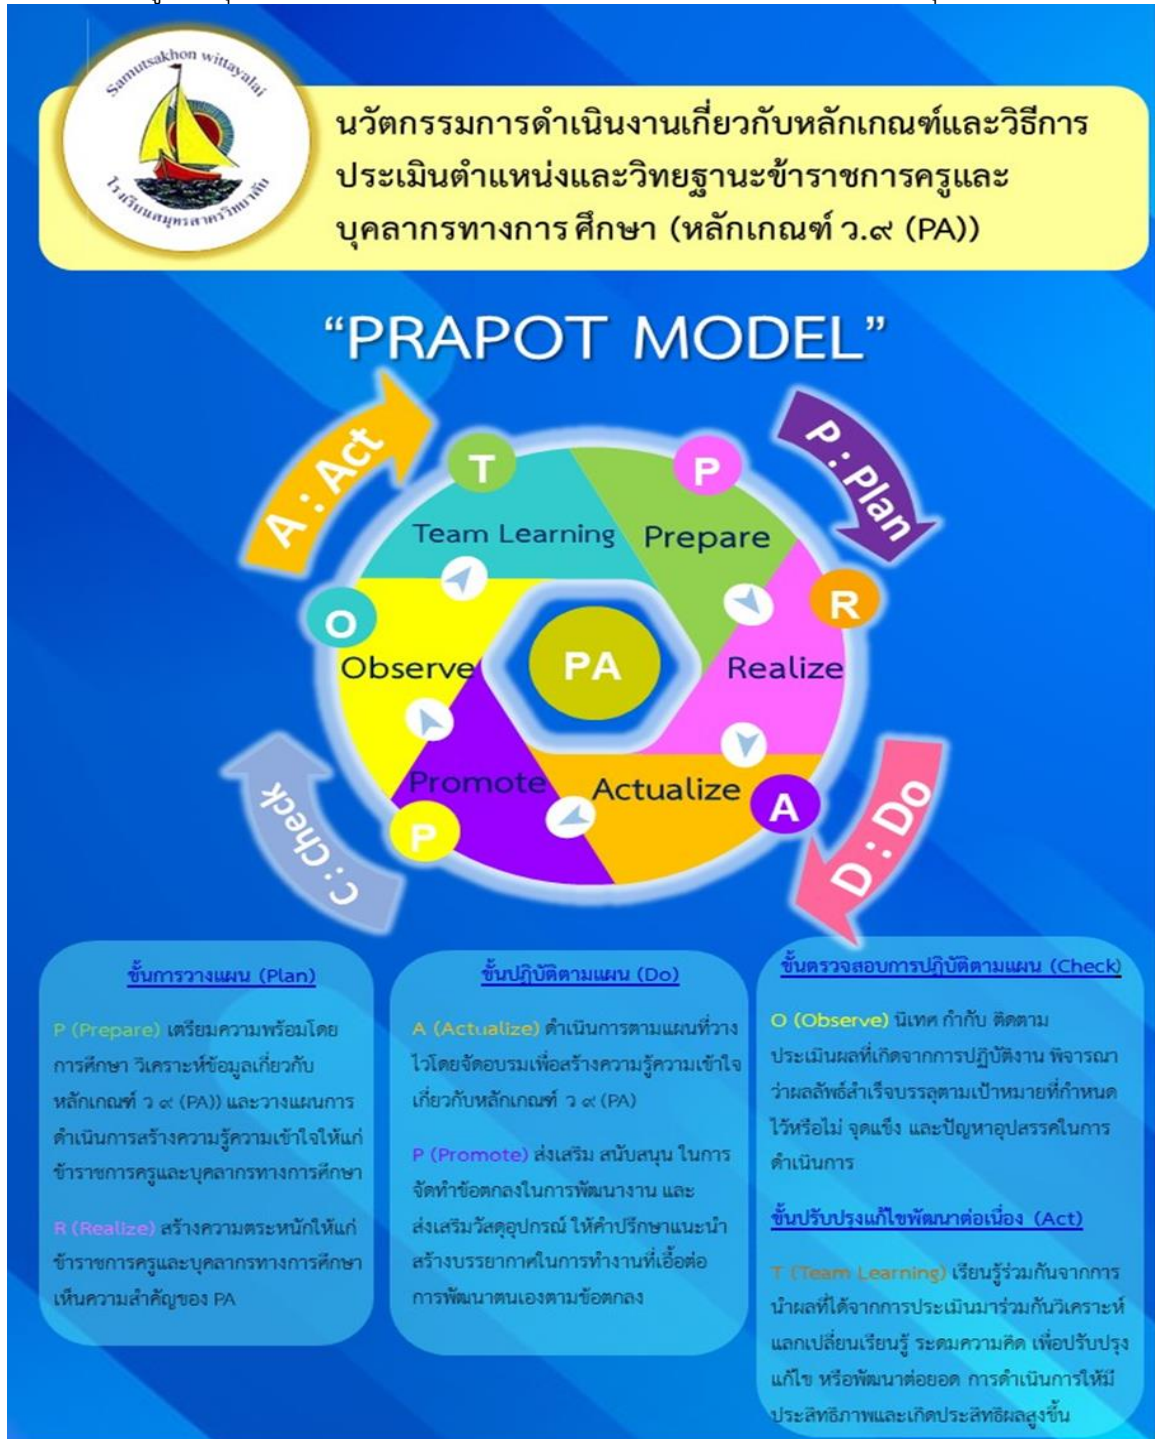 Samutsakhon wittayalai
โรงเรียนสมุทรสาครวิทยาลัย
นวัตกรรมการดำเนินงานเกี่ยวกับหลักเกณฑ์และวิธีการ
ประเมินตำแหน่งและวิทยฐานะข้าราชการครูและ
บุคลากรทางการ ศึกษา (หลักเกณฑ์ ว.๙ (PA))
“PRAPOT MODEL”
A : Act
P : Plan
T
P
Team Learning
Prepare
R
O
PA
Observe
Realize
Promote
Actualize
A
P
C : Check
D : Do
ขั้นการวางแผน (Plan)
P (Prepare) เตรียมความพร้อมโดย
การศึกษา วิเคราะห์ข้อมูลเกี่ยวกับ
หลักเกณฑ์ ว ๙ (PA)) และวางแผนการ
ดำเนินการสร้างความรู้ความเข้าใจให้แก่
ข้าราชการครูและบุคลากรทางการศึกษา
R (Realize) สร้างความตระหนักให้แก่
ข้าราชการครูและบุคลากรทางการศึกษา
เห็นความสำคัญของ PA
ขั้นปฏิบัติตามแผน (Do)
A (Actualize) ดำเนินการตามแผนที่วาง
ไว้โดยจัดอบรมเพื่อสร้างความรู้ความเข้าใจ
เกี่ยวกับหลักเกณฑ์ ว ๙ (PA)
P (Promote) ส่งเสริม สนับสนุน ในการ
จัดทำข้อตกลงในการพัฒนางาน และ
ส่งเสริมวัสดุอุปกรณ์ ให้คำปรึกษาแนะนำ
สร้างบรรยากาศในการทำงานที่เอื้อต่อ
การพัฒนาตนเองตามข้อตกลง
ขั้นตรวจสอบการปฏิบัติตามแผน (Check)
O (Observe) นิเทศ กำกับ ติดตาม
ประเมินผลที่เกิดจากการปฏิบัติงาน พิจารณา
ว่าผลลัพธ์สำเร็จบรรลุตามเป้าหมายที่กำหนด
ไว้หรือไม่ จุดแข็ง และปัญหาอุปสรรคในการ
ดำเนินการ
ขั้นปรับปรุงแก้ไขพัฒนาต่อเนื่อง (Act)
T (Team Learning) เรียนรู้ร่วมกันจากการ
นำผลที่ได้จากการประเมินมาร่วมกันวิเคราะห์
แลกเปลี่ยนเรียนรู้ ระดมความคิด เพื่อปรับปรุง
แก้ไข หรือพัฒนาต่อยอด การดำเนินการให้มี
ประสิทธิภาพและเกิดประสิทธิผลสูงขึ้น